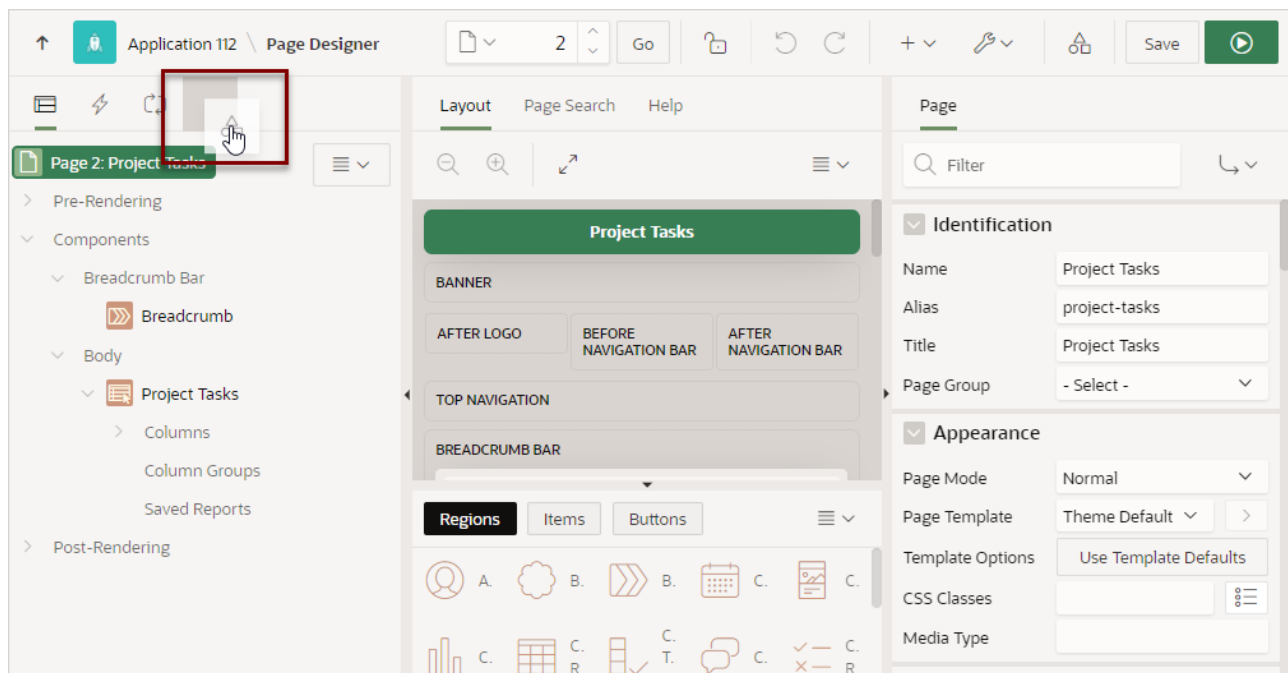 Application 112 \ Page Designer
2
Go
Save
Layout
Page Search
Help
Page
Page 2: Project Tasks
Filter
Pre-Rendering
Components
Breadcrumb Bar
Breadcrumb
Body
Project Tasks
Columns
Column Groups
Saved Reports
Post-Rendering
Project Tasks
BANNER
AFTER LOGO
BEFORE
NAVIGATION BAR
AFTER
NAVIGATION BAR
TOP NAVIGATION
BREADCRUMB BAR
Regions
Items
Buttons
A.
B.
B.
C.
C.
C.
C.
R
C.
T.
C.
C.
R
Identification
Name
Project Tasks
Alias
project-tasks
Title
Project Tasks
Page Group
- Select -
Appearance
Page Mode
Normal
Page Template
Theme Default
Template Options
Use Template Defaults
CSS Classes
Media Type